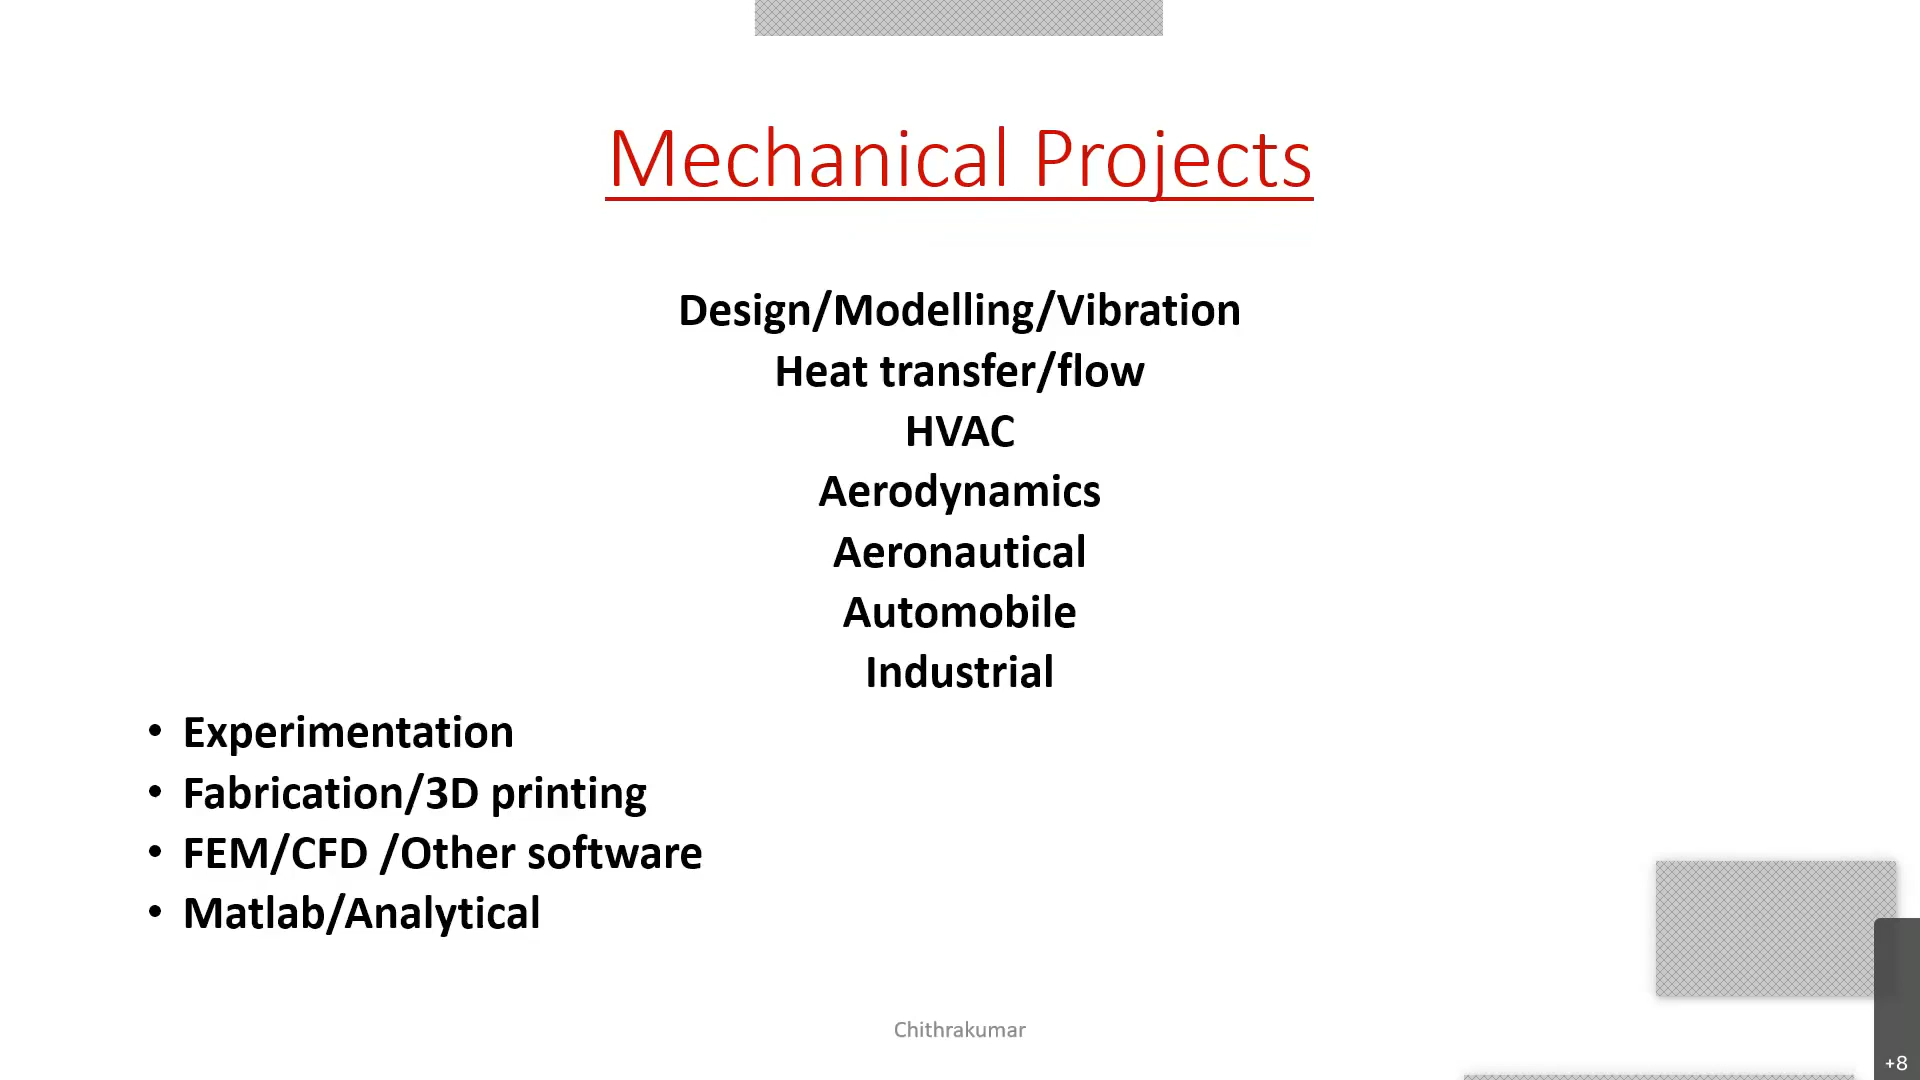 Mechanical Projects
Design/Modelling/Vibration
Heat transfer/flow
HVAC
Aerodynamics
Aeronautical
Automobile
Industrial
• Experimentation
• Fabrication/3D printing
• FEM/CFD /Other software
• Matlab/Analytical
Chithrakumar
+8